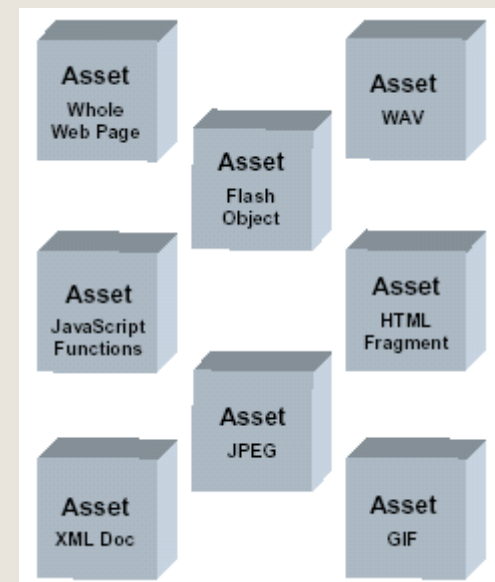 Asset
Whole
Web Page
Asset
WAV
Asset
Flash
Object
Asset
JavaScript
Functions
Asset
HTML
Fragment
Asset
JPEG
Asset
XML Doc
Asset
GIF